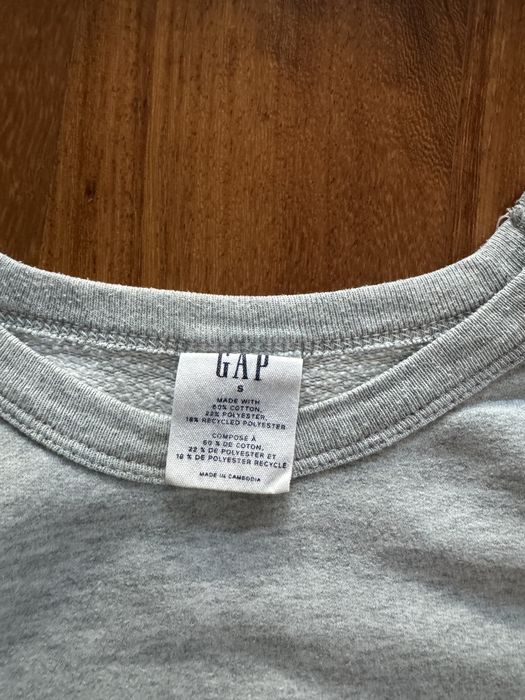 GAP
S
MADE WITH
60% COTTON,
22% POLYESTER,
18% RECYCLED POLYESTER
COMPOSÉ À
60 % DE COTON,
22 % DE POLYESTER ET
18 % DE POLYESTER RECYCLÉ
MADE IN CAMBODIA